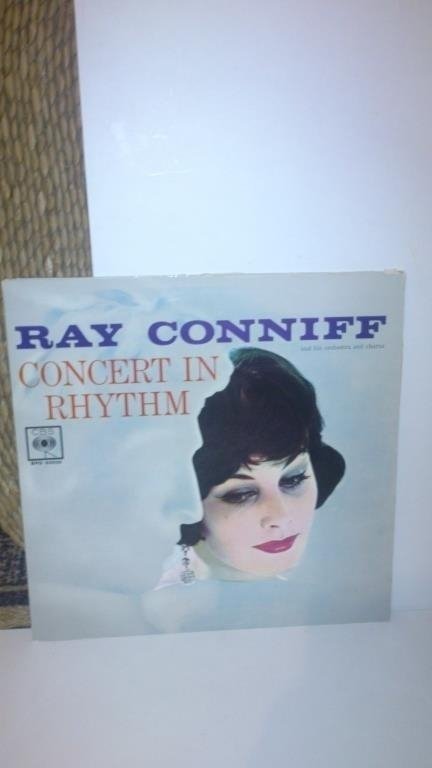 RAY CONNIFF
and his orchestra and chorus
CONCERT IN
RHYTHM
CBS